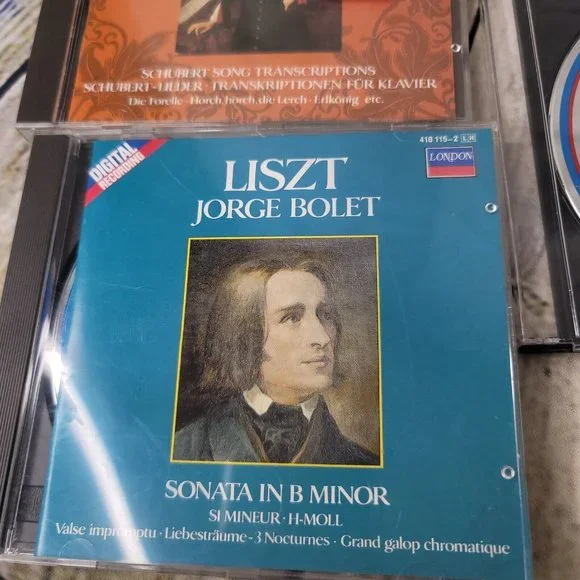 SCHUBERT SONG TRANSCRIPTIONS
SCHUBERT-LIEDER · TRANSKRIPTIONEN FÜR KLAVIER
Die Forelle · Horch, horch, die Lerch · Erlkönig etc.
DIGITAL
RECORDING
418 115-2 LH
LONDON
LISZT
JORGE BOLET
SONATA IN B MINOR
SI MINEUR · H-MOLL
Valse impromptu · Liebesträume - 3 Nocturnes · Grand galop chromatique